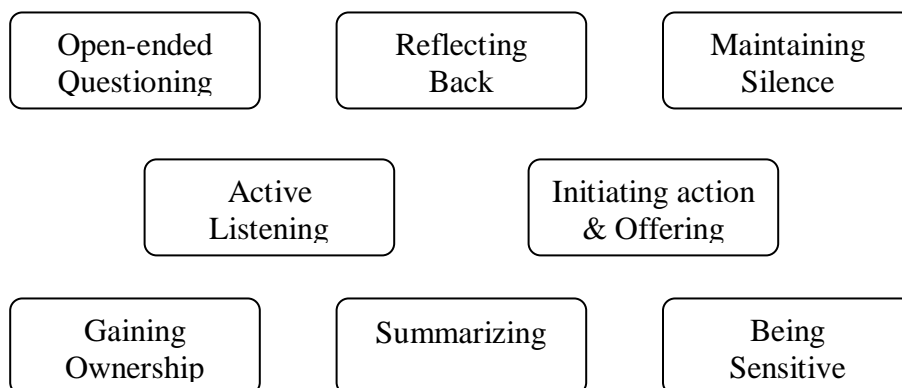 Open-ended
Questioning
Reflecting
Back
Maintaining
Silence
Active
Listening
Initiating action
& Offering
Gaining
Ownership
Summarizing
Being
Sensitive